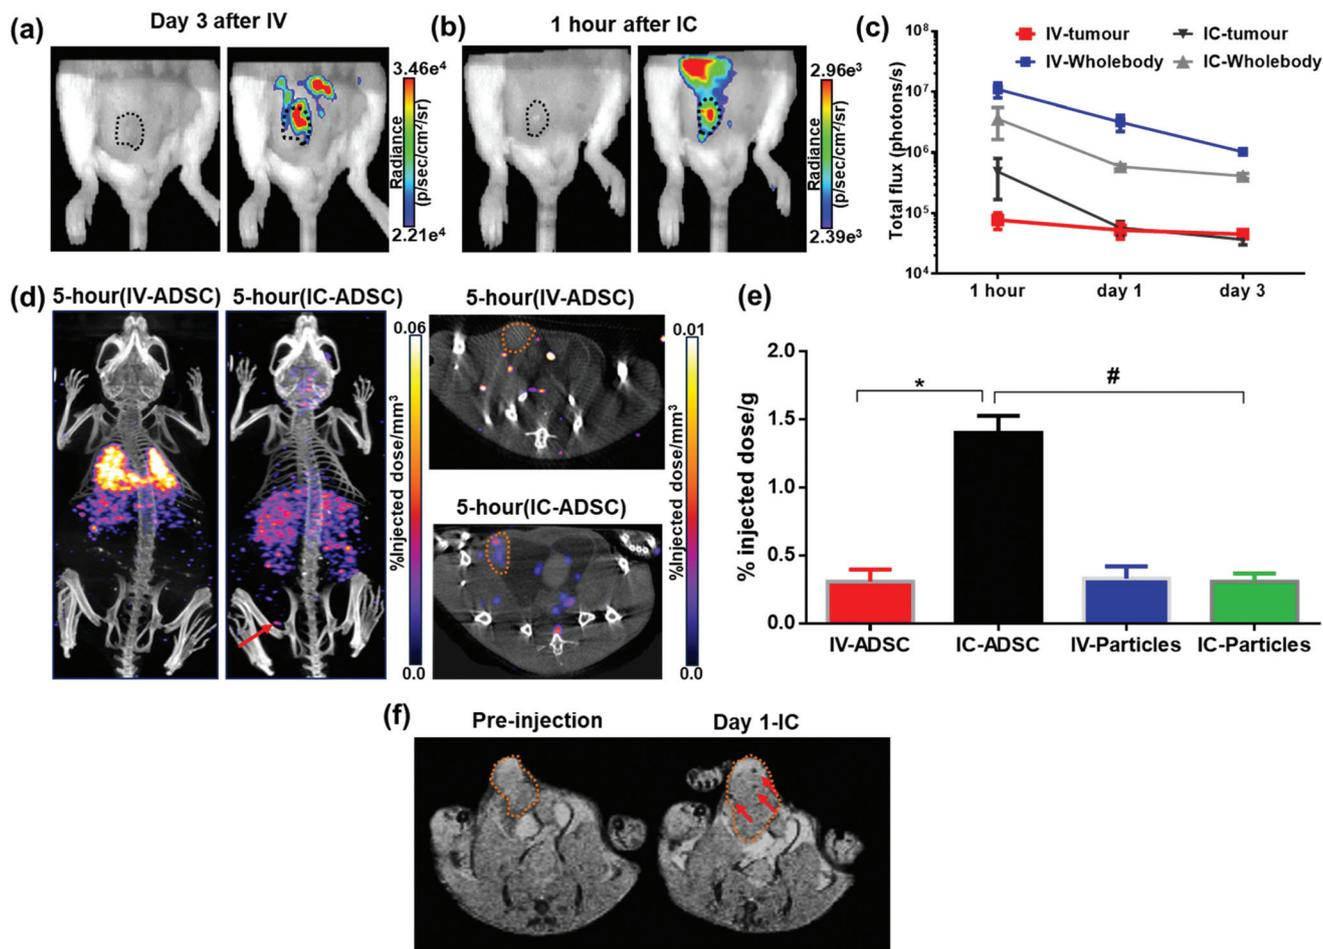 (a)
Day 3 after IV
3.46e⁴
Radiance
(p/sec/cm²/sr)
2.21e⁴
(b)
1 hour after IC
2.96e³
Radiance
(p/sec/cm²/sr)
2.39e³
(c)
IV-tumour
IC-tumour
IV-Wholebody
IC-Wholebody
Total flux (photons/s)
10⁸
10⁷
10⁶
10⁵
10⁴
1 hour
day 1
day 3
(d)
5-hour(IV-ADSC)
5-hour(IC-ADSC)
0.06
%Injected dose/mm³
0.0
5-hour(IV-ADSC)
5-hour(IC-ADSC)
0.01
%Injected dose/mm³
0.0
(e)
% injected dose/g
2.0
1.5
1.0
0.5
0.0
*
#
IV-ADSC
IC-ADSC
IV-Particles
IC-Particles
(f)
Pre-injection
Day 1-IC